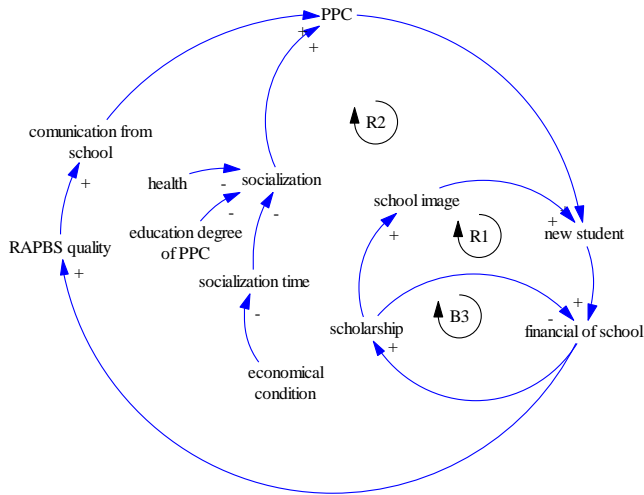 PPC
+
+
R2
comunication from
school
+
health
-
socialization
-
-
education degree
of PPC
school image
+
+
new student
R1
RAPBS quality
+
socialization time
-
+
-
B3
scholarship
+
financial of school
economical
condition